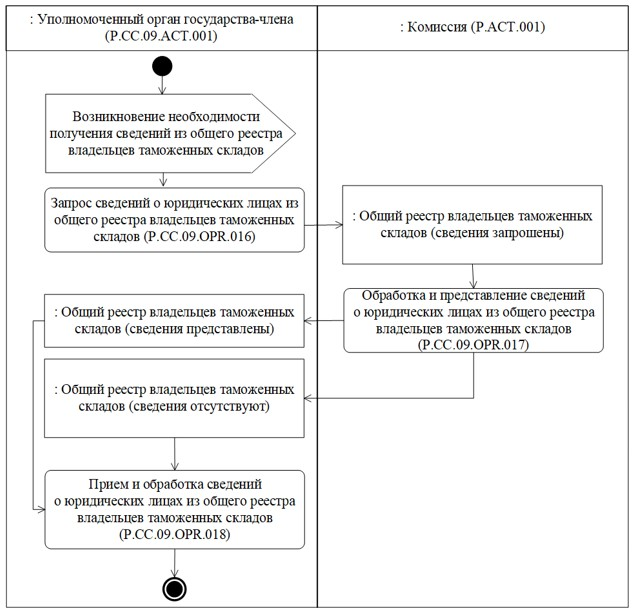 : Уполномоченный орган государства-члена
(P.CC.09.ACT.001)
: Комиссия (P.ACT.001)
Возникновение необходимости
получения сведений из общего реестра
владельцев таможенных складов
Запрос сведений о юридических лицах из
общего реестра владельцев таможенных
складов (P.CC.09.OPR.016)
: Общий реестр владельцев таможенных
складов (сведения запрошены)
Обработка и представление сведений
о юридических лицах из общего реестра
владельцев таможенных складов
(P.CC.09.OPR.017)
: Общий реестр владельцев таможенных
складов (сведения представлены)
: Общий реестр владельцев таможенных
складов (сведения отсутствуют)
Прием и обработка сведений
о юридических лицах из общего реестра
владельцев таможенных складов
(P.CC.09.OPR.018)